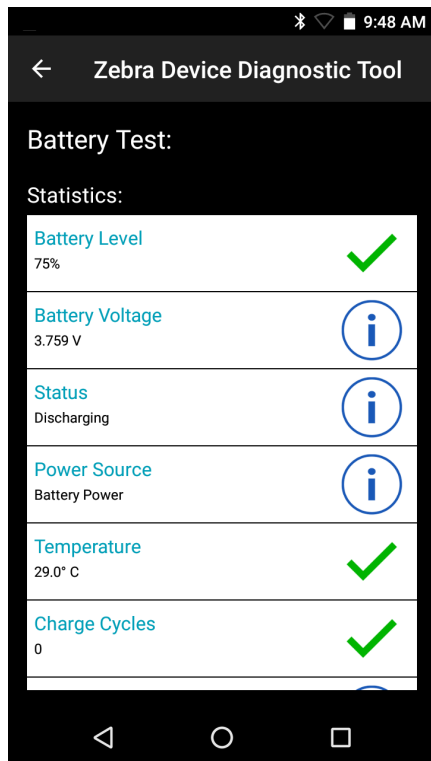 9:48 AM
Zebra Device Diagnostic Tool
Battery Test:
Statistics:
Battery Level
75%
Battery Voltage
3.759 V
Status
Discharging
Power Source
Battery Power
Temperature
29.0° C
Charge Cycles
0